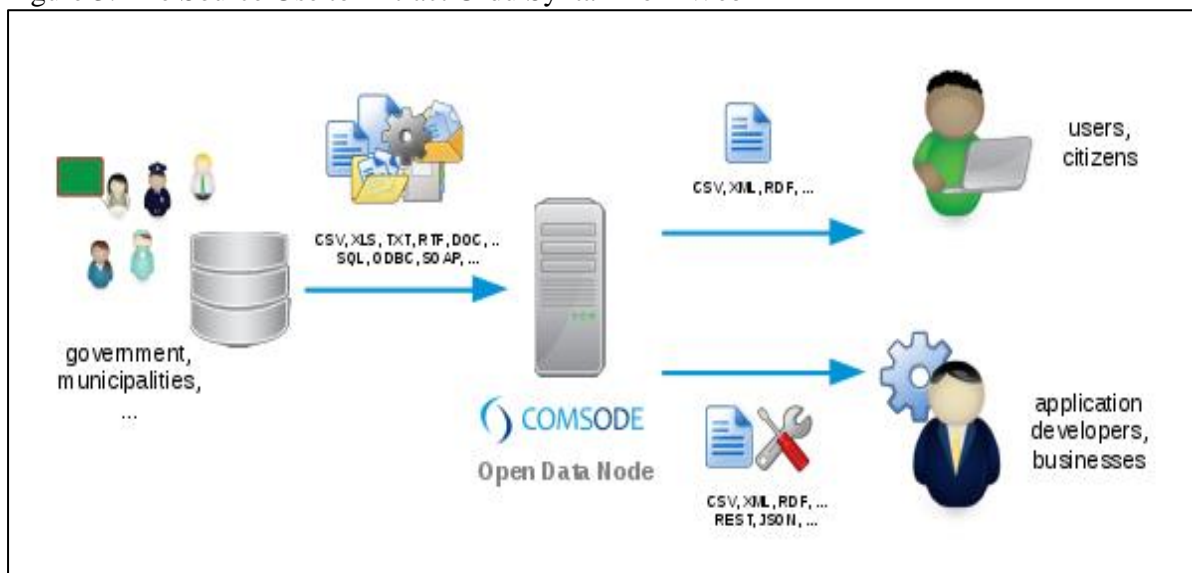 CSV, XLS, TXT, RTF, DOC, ..
SQL, ODBC, SOAP, ...
government,
municipalities,
...
COMSODE
Open Data Node
CSV, XML, RDF, ...
users,
citizens
CSV, XML, RDF, ...
REST, JSON, ...
application
developers,
businesses